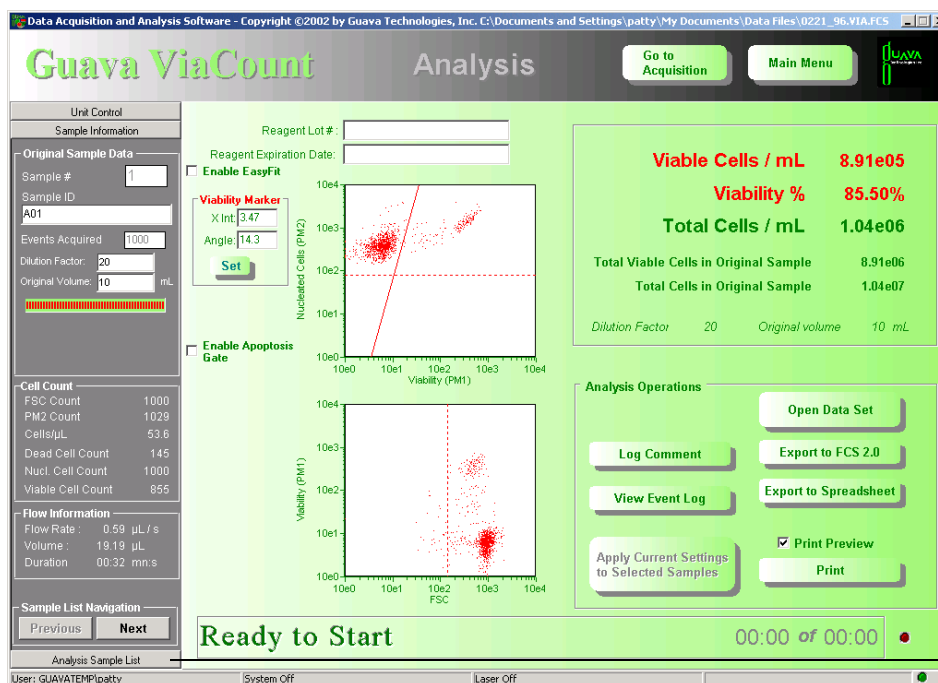 Data Acquisition and Analysis Software - Copyright ©2002 by Guava Technologies, Inc. C:\Documents and Settings\patty\My Documents\Data Files\0221_96.VIA.FCS
Guava ViaCount
Analysis
Go to
Acquisition
Main Menu
GUAVA
Unit Control
Sample Information
Original Sample Data
Sample # 1
Sample ID
A01
Events Acquired 1000
Dilution Factor: 20
Original Volume: 10 mL
Cell Count
FSC Count 1000
PM2 Count 1029
Cells/µL 53.6
Dead Cell Count 145
Nucl. Cell Count 1000
Viable Cell Count 855
Flow Information
Flow Rate : 0.59 µL / s
Volume : 19.19 µL
Duration 00:32 mn:s
Sample List Navigation
Previous Next
Analysis Sample List
Reagent Lot # :
Reagent Expiration Date:
Enable EasyFit
Viability Marker
X Int: 3.47
Angle: 14.3
Set
Enable Apoptosis
Gate
10e4
10e3
10e2
10e1
10e0
Nucleated Cells (PM2)
10e0 10e1 10e2 10e3 10e4
Viability (PM1)
10e4
10e3
10e2
10e1
10e0
Viability (PM1)
10e0 10e1 10e2 10e3 10e4
FSC
Viable Cells / mL 8.91e05
Viability % 85.50%
Total Cells / mL 1.04e06
Total Viable Cells in Original Sample 8.91e06
Total Cells in Original Sample 1.04e07
Dilution Factor 20 Original volume 10 mL
Analysis Operations
Open Data Set
Log Comment
Export to FCS 2.0
View Event Log
Export to Spreadsheet
Apply Current Settings
to Selected Samples
Print Preview
Print
Ready to Start
00:00 of 00:00
User: GUAVATEMP\patty
System Off
Laser Off